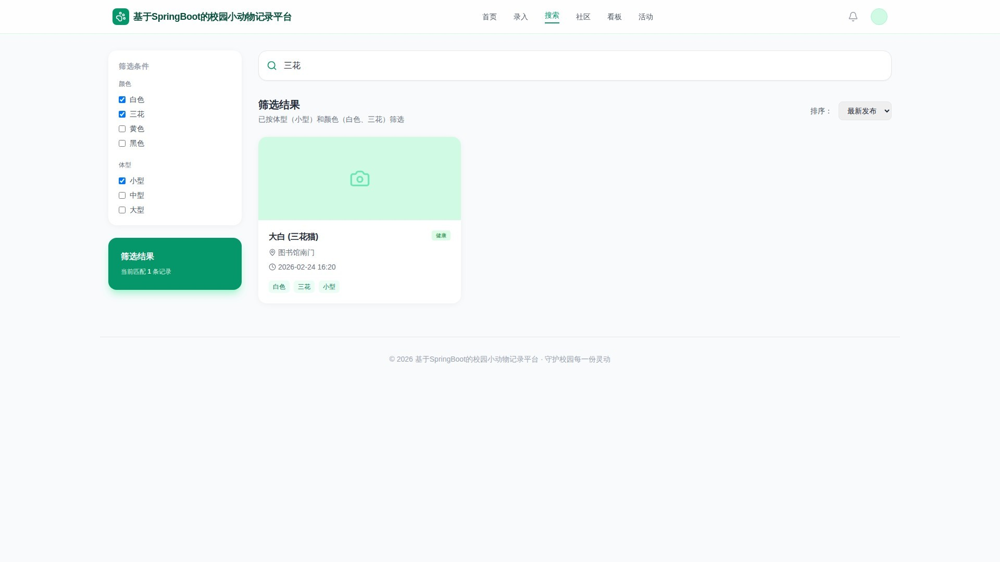 基于SpringBoot的校园小动物记录平台
首页
录入
搜索
社区
看板
活动
筛选条件
颜色
白色
三花
黄色
黑色
体型
小型
中型
大型
筛选结果
当前匹配 1 条记录
三花
筛选结果
已按体型（小型）和颜色（白色、三花）筛选
排序：
最新发布
大白 (三花猫)
健康
图书馆南门
2026-02-24 16:20
白色
三花
小型
© 2026 基于SpringBoot的校园小动物记录平台 · 守护校园每一份灵动